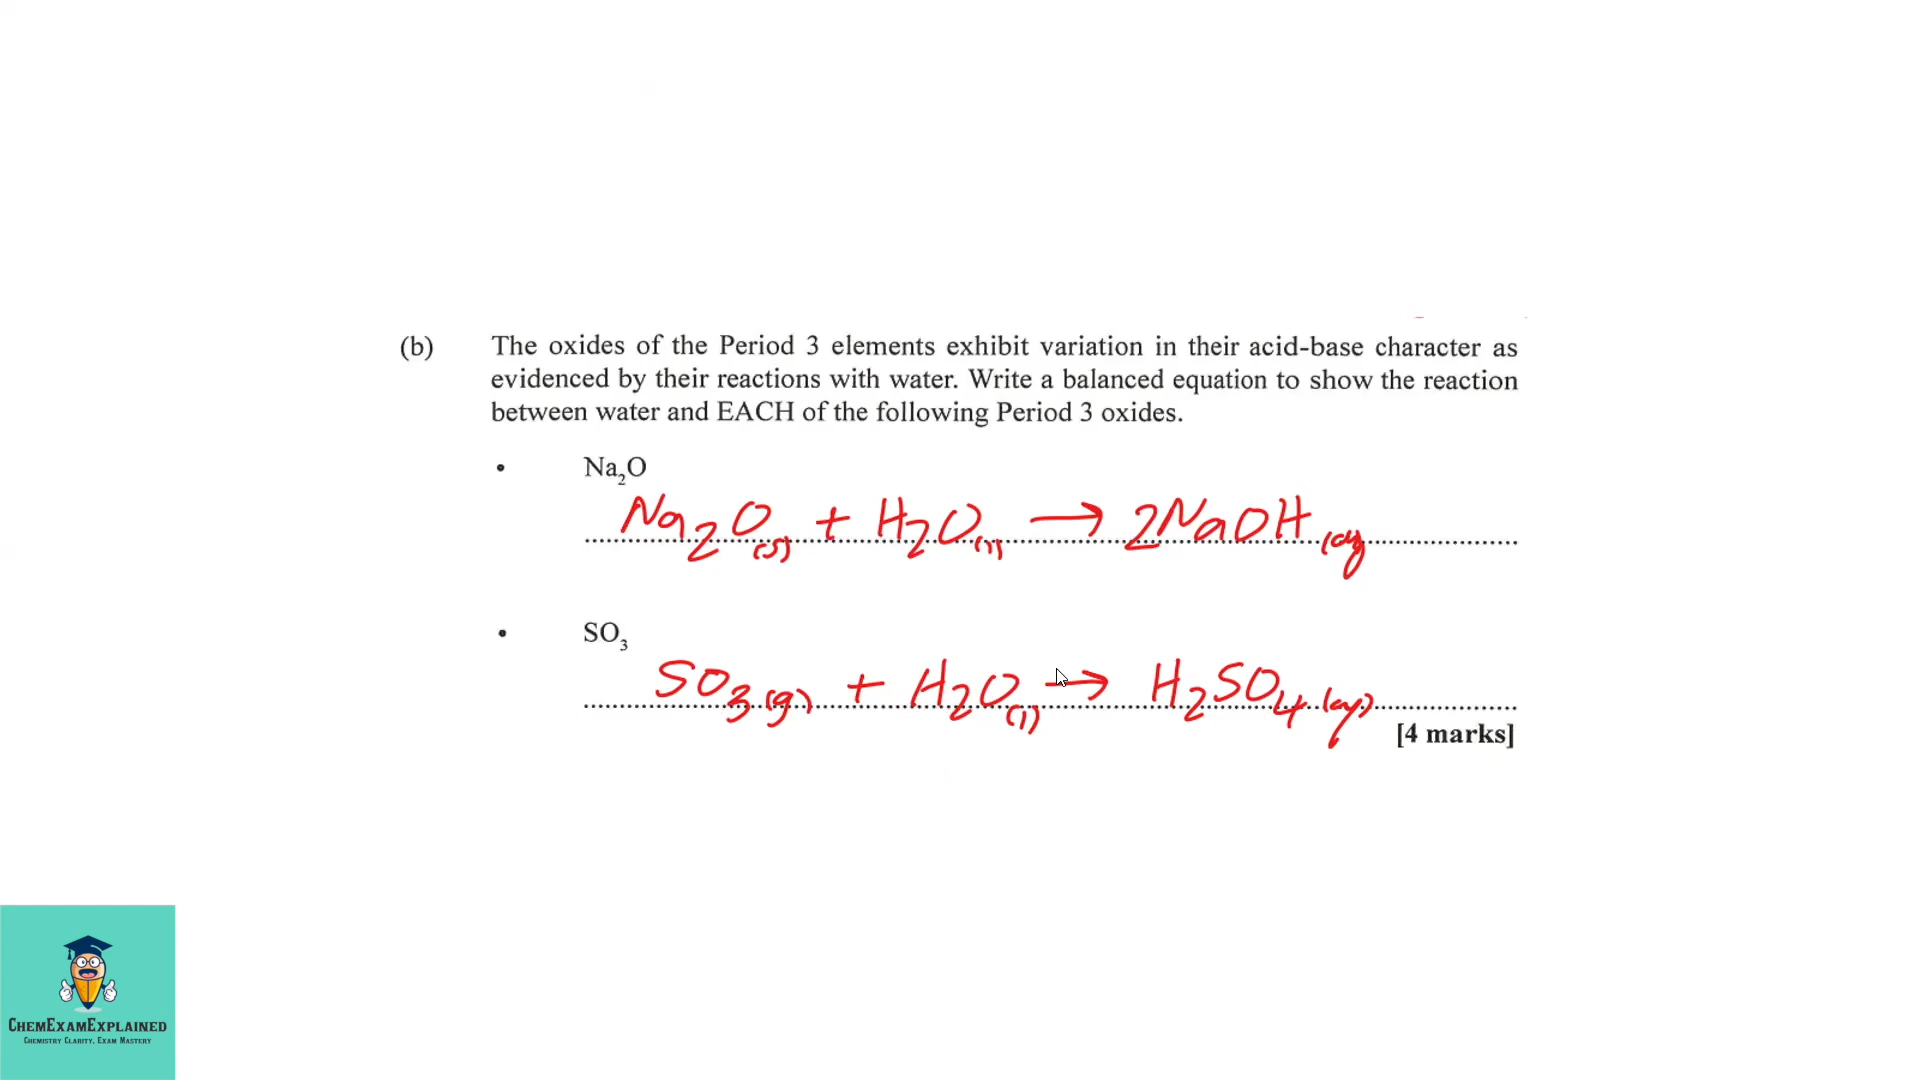 (b) The oxides of the Period 3 elements exhibit variation in their acid-base character as
evidenced by their reactions with water. Write a balanced equation to show the reaction
between water and EACH of the following Period 3 oxides.
• Na₂O
Na₂O(s) + H₂O(l) → 2NaOH(aq)
• SO₃
SO₃(g) + H₂O(l) → H₂SO₄(aq)
[4 marks]
CHEMEXAMEXPLAINED
CHEMISTRY CLARITY, EXAM MASTERY